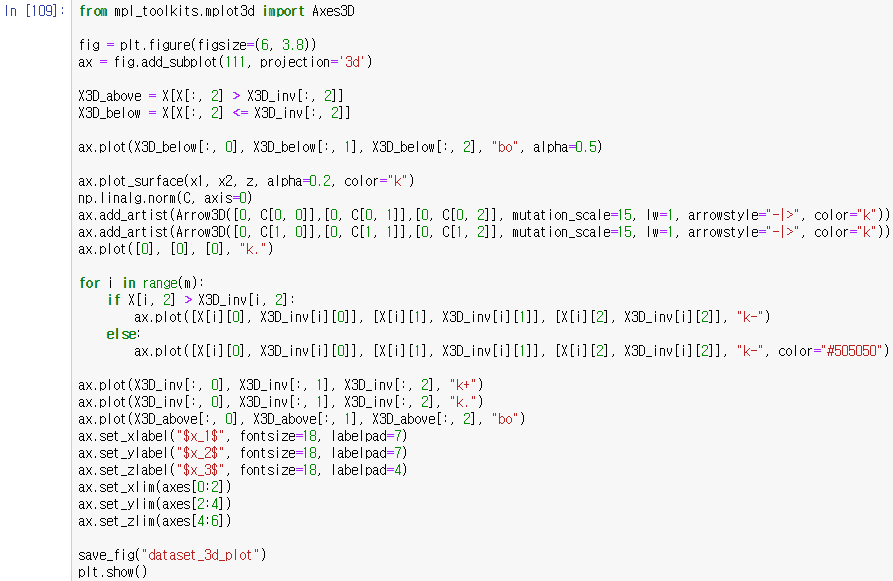 In [109]: from mpl_toolkits.mplot3d import Axes3D
fig = plt.figure(figsize=(6, 3.8))
ax = fig.add_subplot(111, projection='3d')
X3D_above = X[X[:, 2] > X3D_inv[:, 2]]
X3D_below = X[X[:, 2] <= X3D_inv[:, 2]]
ax.plot(X3D_below[:, 0], X3D_below[:, 1], X3D_below[:, 2], "bo", alpha=0.5)
ax.plot_surface(x1, x2, z, alpha=0.2, color="k")
np.linalg.norm(C, axis=0)
ax.add_artist(Arrow3D([0, C[0, 0]],[0, C[0, 1]],[0, C[0, 2]], mutation_scale=15, lw=1, arrowstyle="-|>", color="k"))
ax.add_artist(Arrow3D([0, C[1, 0]],[0, C[1, 1]],[0, C[1, 2]], mutation_scale=15, lw=1, arrowstyle="-|>", color="k"))
ax.plot([0], [0], [0], "k.")
for i in range(m):
    if X[i, 2] > X3D_inv[i, 2]:
        ax.plot([X[i][0], X3D_inv[i][0]], [X[i][1], X3D_inv[i][1]], [X[i][2], X3D_inv[i][2]], "k-")
    else:
        ax.plot([X[i][0], X3D_inv[i][0]], [X[i][1], X3D_inv[i][1]], [X[i][2], X3D_inv[i][2]], "k-", color="#505050")
ax.plot(X3D_inv[:, 0], X3D_inv[:, 1], X3D_inv[:, 2], "k+")
ax.plot(X3D_inv[:, 0], X3D_inv[:, 1], X3D_inv[:, 2], "k.")
ax.plot(X3D_above[:, 0], X3D_above[:, 1], X3D_above[:, 2], "bo")
ax.set_xlabel("$x_1$", fontsize=18, labelpad=7)
ax.set_ylabel("$x_2$", fontsize=18, labelpad=7)
ax.set_zlabel("$x_3$", fontsize=18, labelpad=4)
ax.set_xlim(axes[0:2])
ax.set_ylim(axes[2:4])
ax.set_zlim(axes[4:6])
save_fig("dataset_3d_plot")
plt.show()